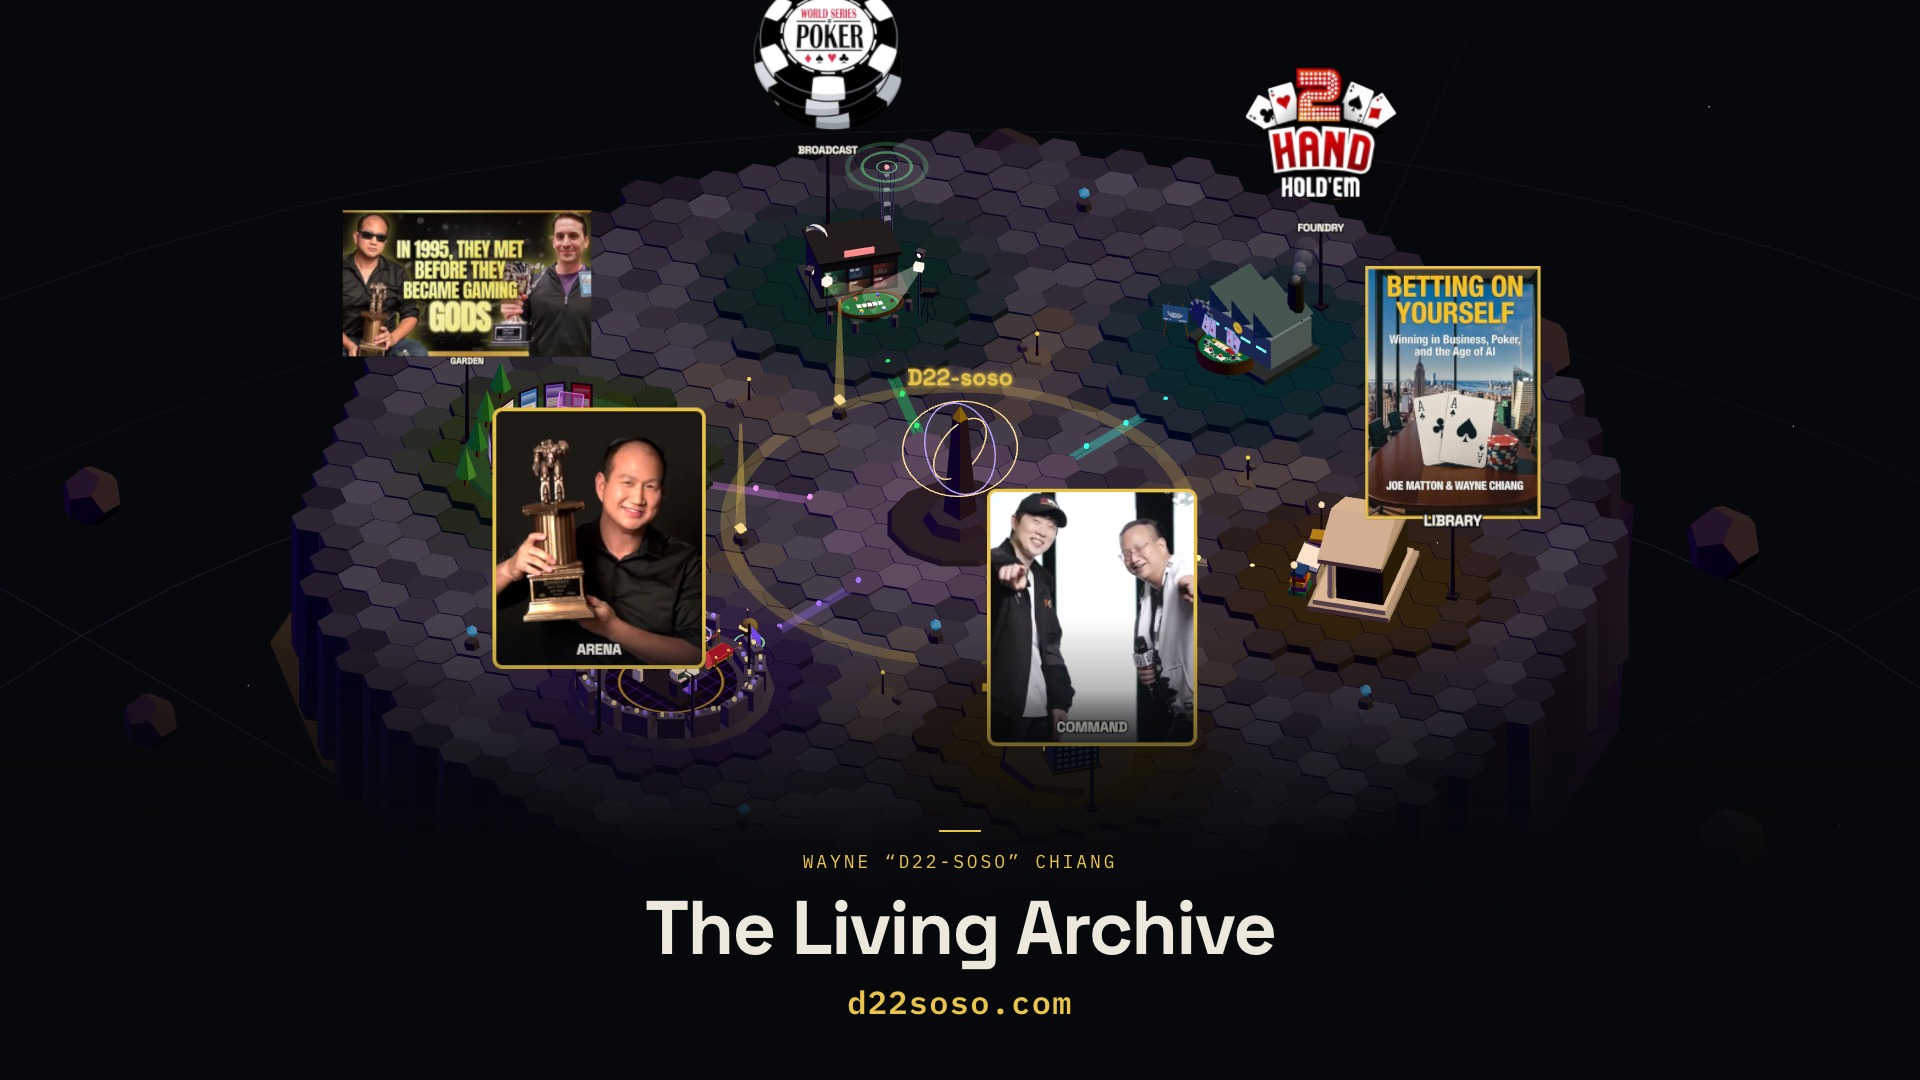 WORLD SERIES
OF
POKER
BROADCAST
2
HAND
HOLD'EM
FOUNDRY
IN 1995, THEY MET
BEFORE THEY
BECAME GAMING
GODS
GARDEN
BETTING ON
YOURSELF
Winning in Business, Poker,
and the Age of AI
A
A
A
JOE MATTON & WAYNE CHIANG
LIBRARY
D22-soso
ARENA
COMMAND
WAYNE “D22-SOSO” CHIANG
The Living Archive
d22soso.com